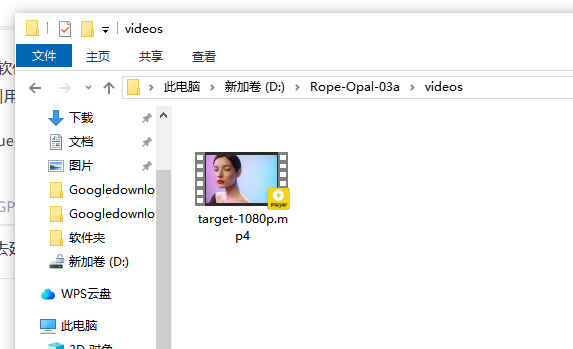 videos
文件 主页 共享 查看
此电脑 新加卷 (D:) Rope-Opal-03a videos
下载
文档
图片
Googledownlo
Googledownlo
软件夹
新加卷 (D:)
WPS云盘
此电脑
3D 对象
Player
target-1080p.m
p4
软件
用
ue
GP